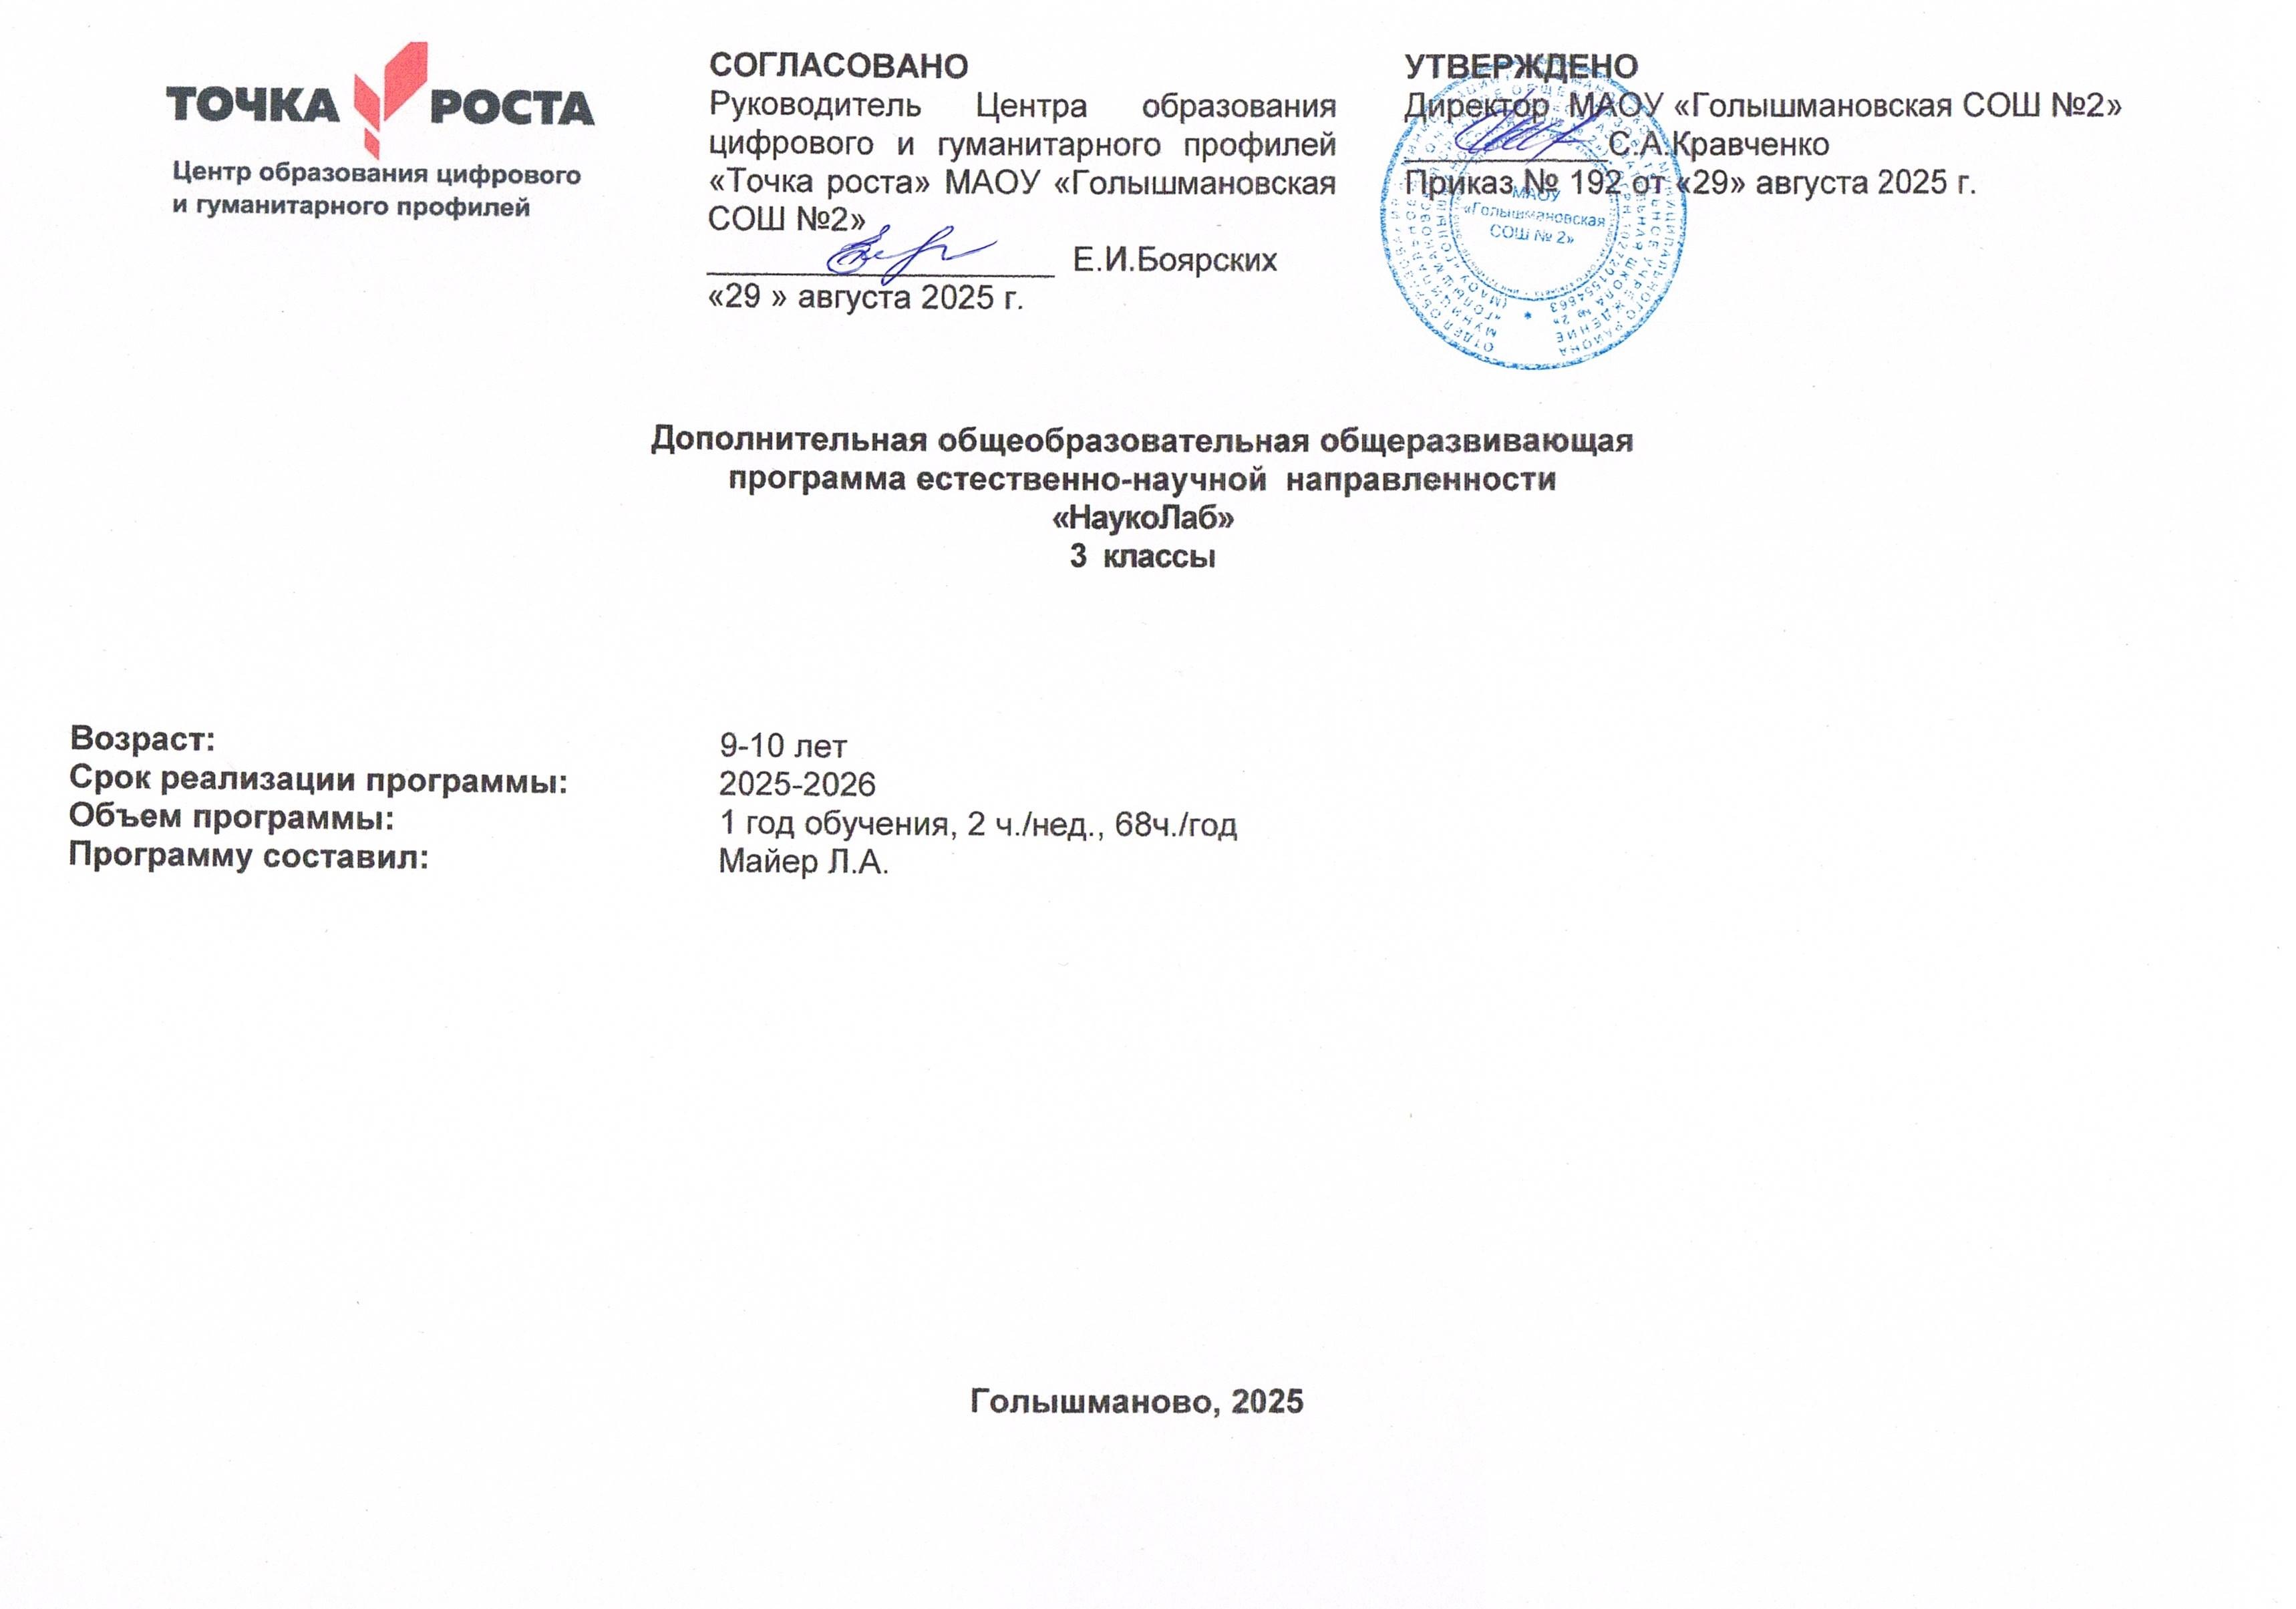 ТОЧКА РОСТА
Центр образования цифрового
и гуманитарного профилей
СОГЛАСОВАНО
Руководитель Центра образования
цифрового и гуманитарного профилей
«Точка роста» МАОУ «Голышмановская
СОШ №2»
Е.И.Боярских
«29 » августа 2025 г.
УТВЕРЖДЕНО
Директор МАОУ «Голышмановская СОШ №2»
С.А.Кравченко
Приказ № 192 от «29» августа 2025 г.
МАОУ
«Голышмановская
СОШ № 2»
Дополнительная общеобразовательная общеразвивающая
программа естественно-научной направленности
«НаукоЛаб»
3 классы
Возраст: 9-10 лет
Срок реализации программы: 2025-2026
Объем программы: 1 год обучения, 2 ч./нед., 68ч./год
Программу составил: Майер Л.А.
Голышманово, 2025